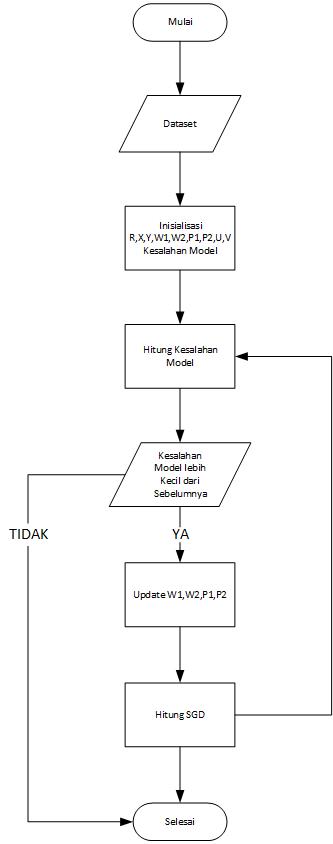 Mulai
Dataset
Inisialisasi
R,X,Y,W1,W2,P1,P2,U,V
Kesalahan Model
Hitung Kesalahan
Model
Kesalahan
Model lebih
Kecil dari
Sebelumnya
TIDAK
YA
Update W1,W2,P1,P2
Hitung SGD
Selesai